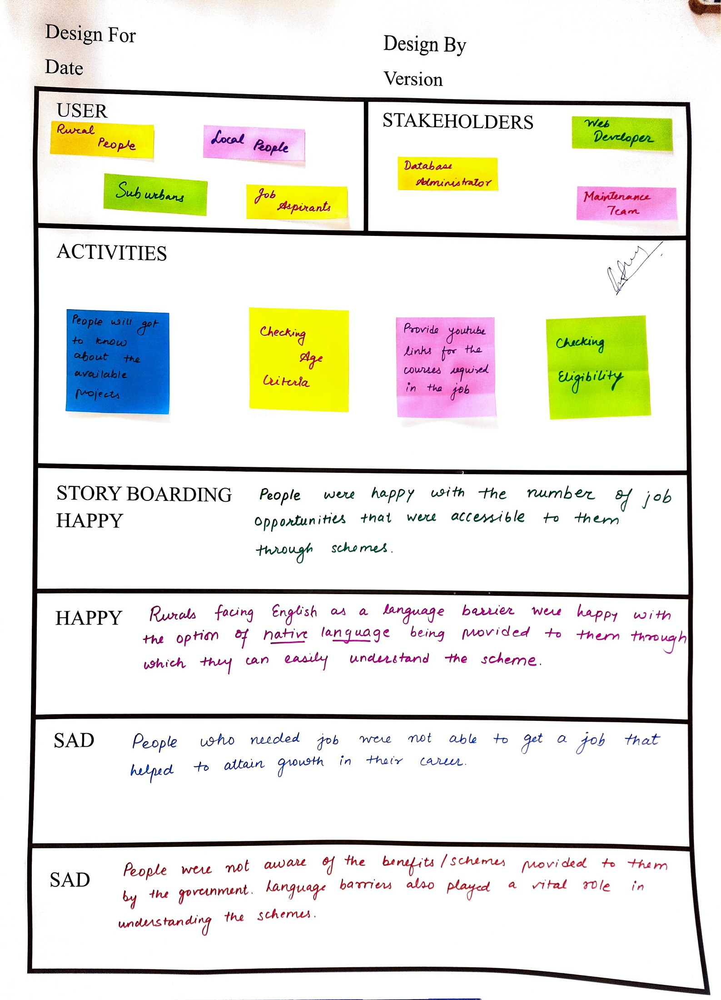 Design For
Design By
Date
Version
USER
Rural
People
Local People
Sub urbans
Job
Aspirants
STAKEHOLDERS
Web
Developer
Database
Administrator
Maintenance
Team
ACTIVITIES
People will get
to know
about the
available
projects
Checking
Age
Criteria
Provide youtube
links for the
courses required
in the job
Checking
Eligibility
STORY BOARDING
HAPPY
People were happy with the number of job
opportunities that were accessible to them
through schemes.
HAPPY
Rurals facing English as a language barrier were happy with
the option of native language being provided to them through
which they can easily understand the scheme.
SAD
People who needed job were not able to get a job that
helped to attain growth in their career.
SAD
People were not aware of the benefits/schemes provided to them
by the government. Language barriers also played a vital role in
understanding the schemes.